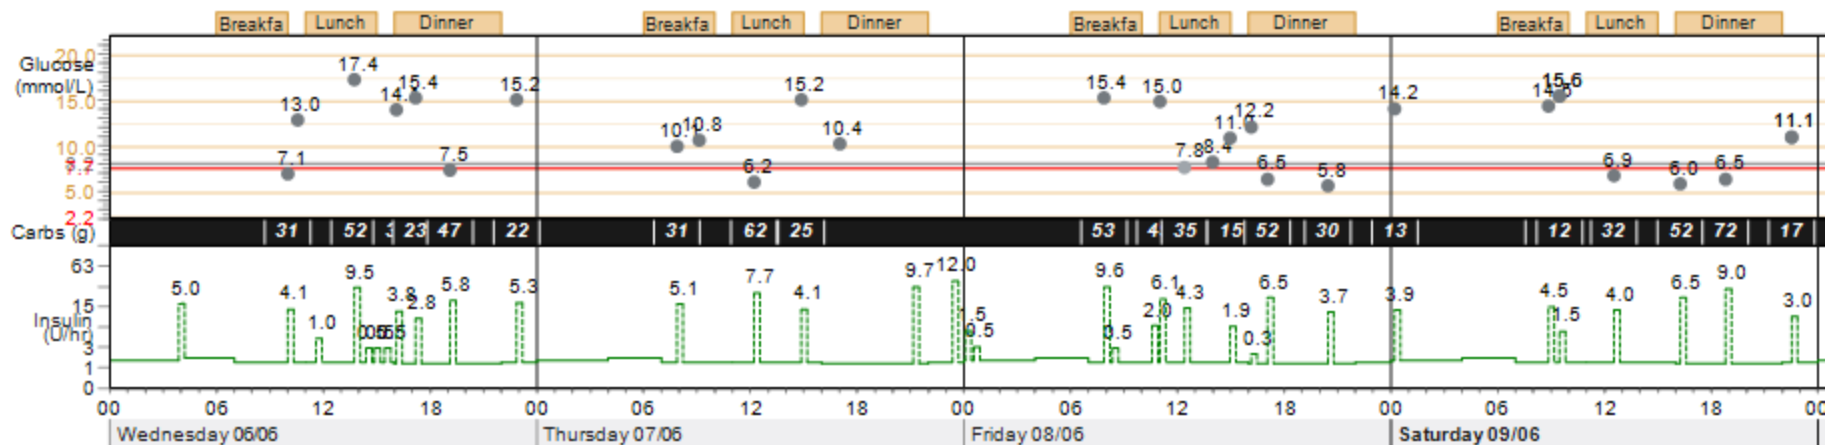 Breakfa Lunch Dinner Breakfa Lunch Dinner Breakfa Lunch Dinner Breakfa Lunch Dinner
20.0
Glucose
(mmol/L)
15.0
10.0
5.0
2.2
17.4 15.4 15.2 15.2 15.4 15.0 14.2 15.6
13.0 10.8 10.4 12.2 11.1
7.1 7.5 6.2 7.8 8.4 6.5 5.8 6.9 6.0 6.5
Carbs (g) 31 52 23 47 22 31 62 25 53 4 35 15 52 30 13 12 32 52 72 17
63
15
Insulin
(U/hr)
3
1
0
5.0 4.1 1.0 9.5 3.8 2.8 5.8 5.3 5.1 7.7 4.1 9.7 12.0 1.5 0.5 9.6 0.5 2.0 6.1 4.3 1.9 0.3 6.5 3.7 3.9 4.5 1.5 4.0 6.5 9.0 3.0
00 06 12 18 00 06 12 18 00 06 12 18 00 06 12 18 00
Wednesday 06/06 Thursday 07/06 Friday 08/06 Saturday 09/06